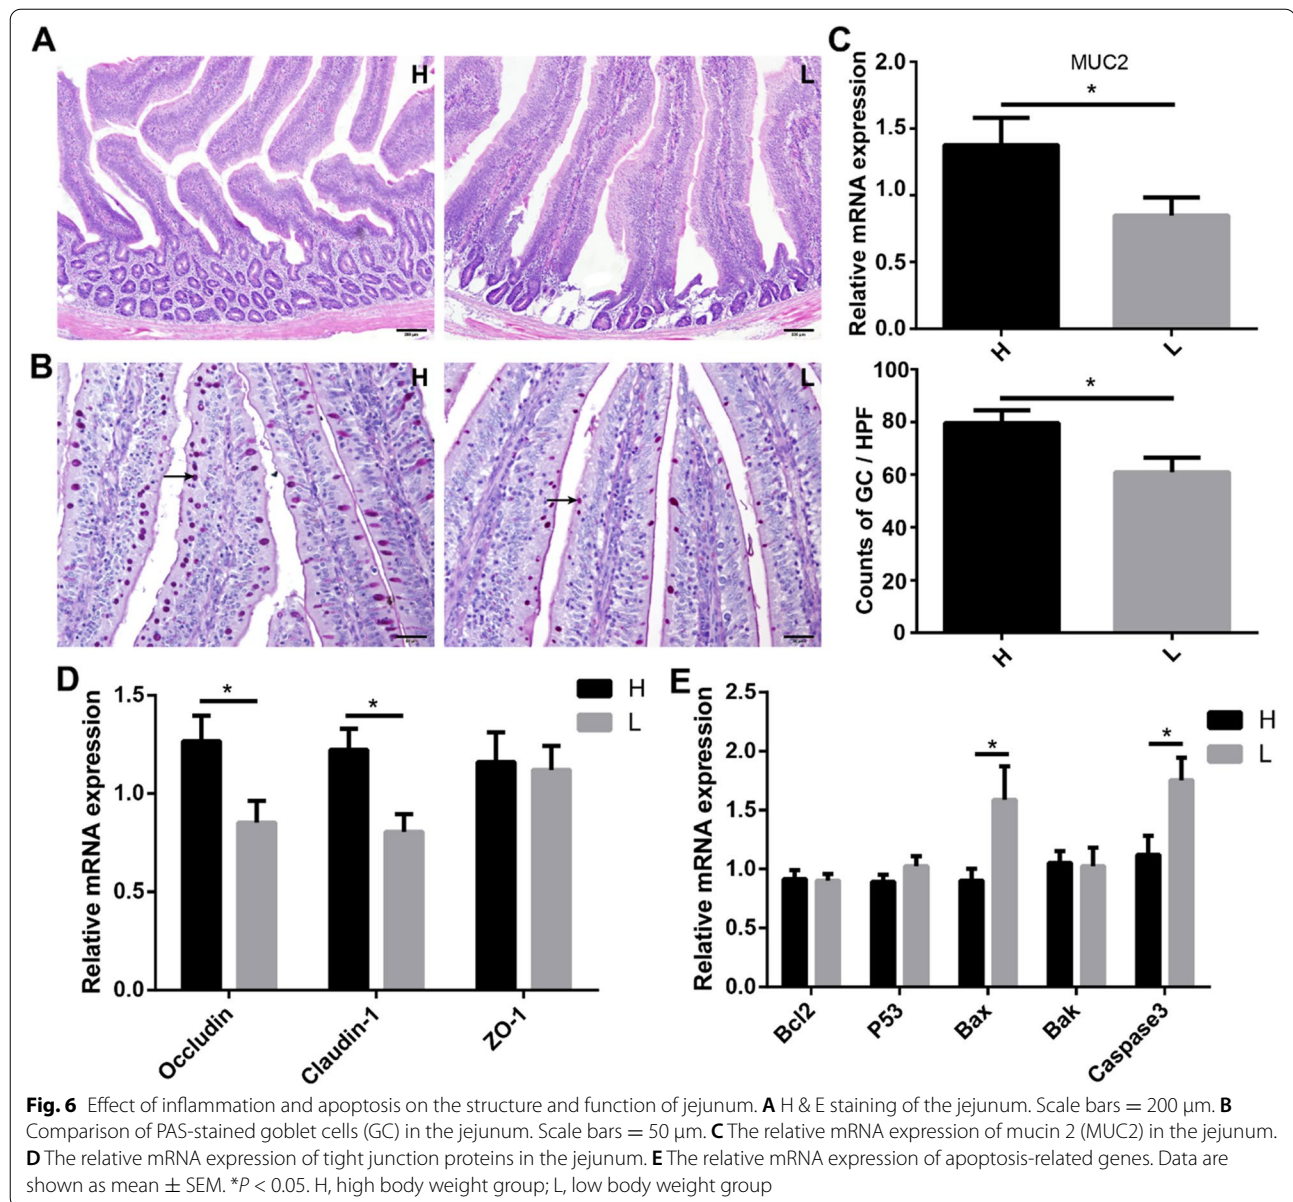 A
H
L
B
H
L
C
MUC2
*
Relative mRNA expression
2.0
1.5
1.0
0.5
0.0
H
L
*
Counts of GC / HPF
100
80
60
40
20
0
H
L
D
Relative mRNA expression
1.5
1.0
0.5
0.0
*
*
H
L
Occludin
Claudin-1
ZO-1
E
Relative mRNA expression
2.5
2.0
1.5
1.0
0.5
0.0
*
*
H
L
Bcl2
P53
Bax
Bak
Caspase3
Fig. 6 Effect of inflammation and apoptosis on the structure and function of jejunum. A H & E staining of the jejunum. Scale bars = 200 μm. B
Comparison of PAS-stained goblet cells (GC) in the jejunum. Scale bars = 50 μm. C The relative mRNA expression of mucin 2 (MUC2) in the jejunum.
D The relative mRNA expression of tight junction proteins in the jejunum. E The relative mRNA expression of apoptosis-related genes. Data are
shown as mean ± SEM. *P < 0.05. H, high body weight group; L, low body weight group